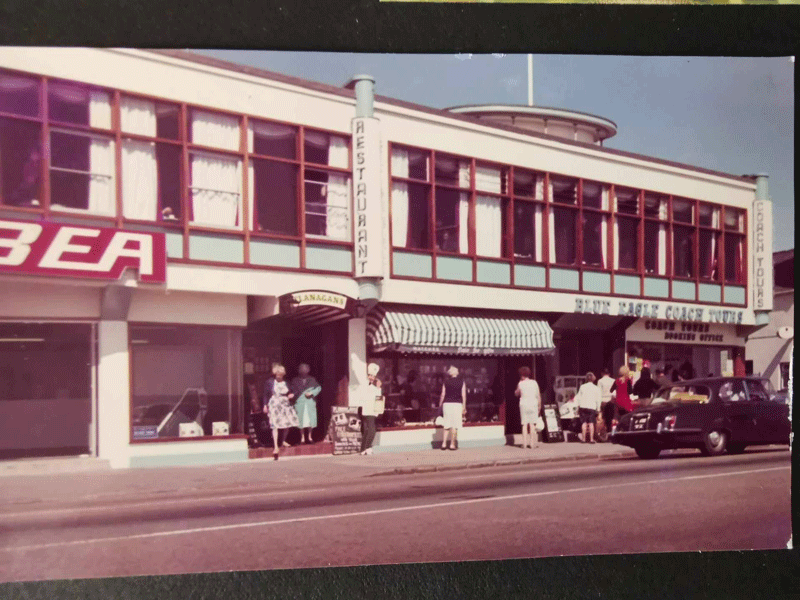 RESTAURANT
COACH TOURS
BEA
FLANAGANS
BLUE EAGLE COACH TOURS
COACH TOURS
BOOKING OFFICE